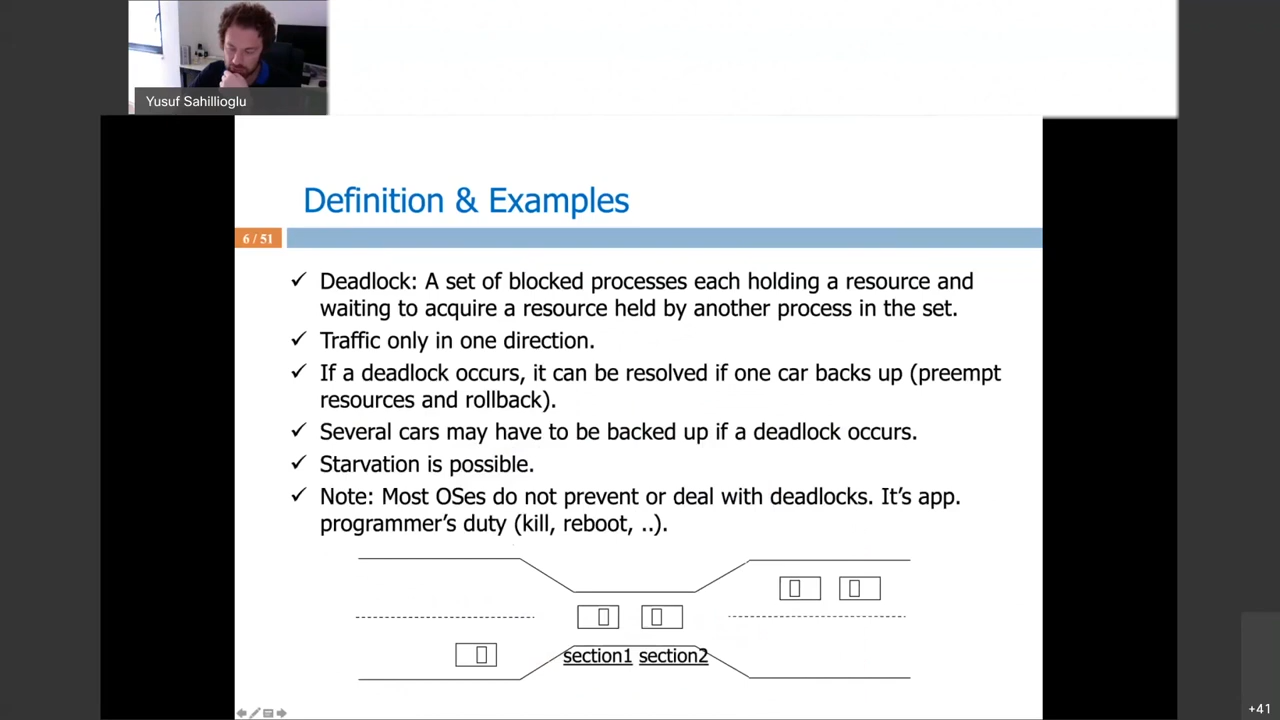 Yusuf Sahillioglu
Definition & Examples
6 / 51
✓ Deadlock: A set of blocked processes each holding a resource and
waiting to acquire a resource held by another process in the set.
✓ Traffic only in one direction.
✓ If a deadlock occurs, it can be resolved if one car backs up (preempt
resources and rollback).
✓ Several cars may have to be backed up if a deadlock occurs.
✓ Starvation is possible.
✓ Note: Most OSes do not prevent or deal with deadlocks. It’s app.
programmer’s duty (kill, reboot, ..).
section1 section2
+41